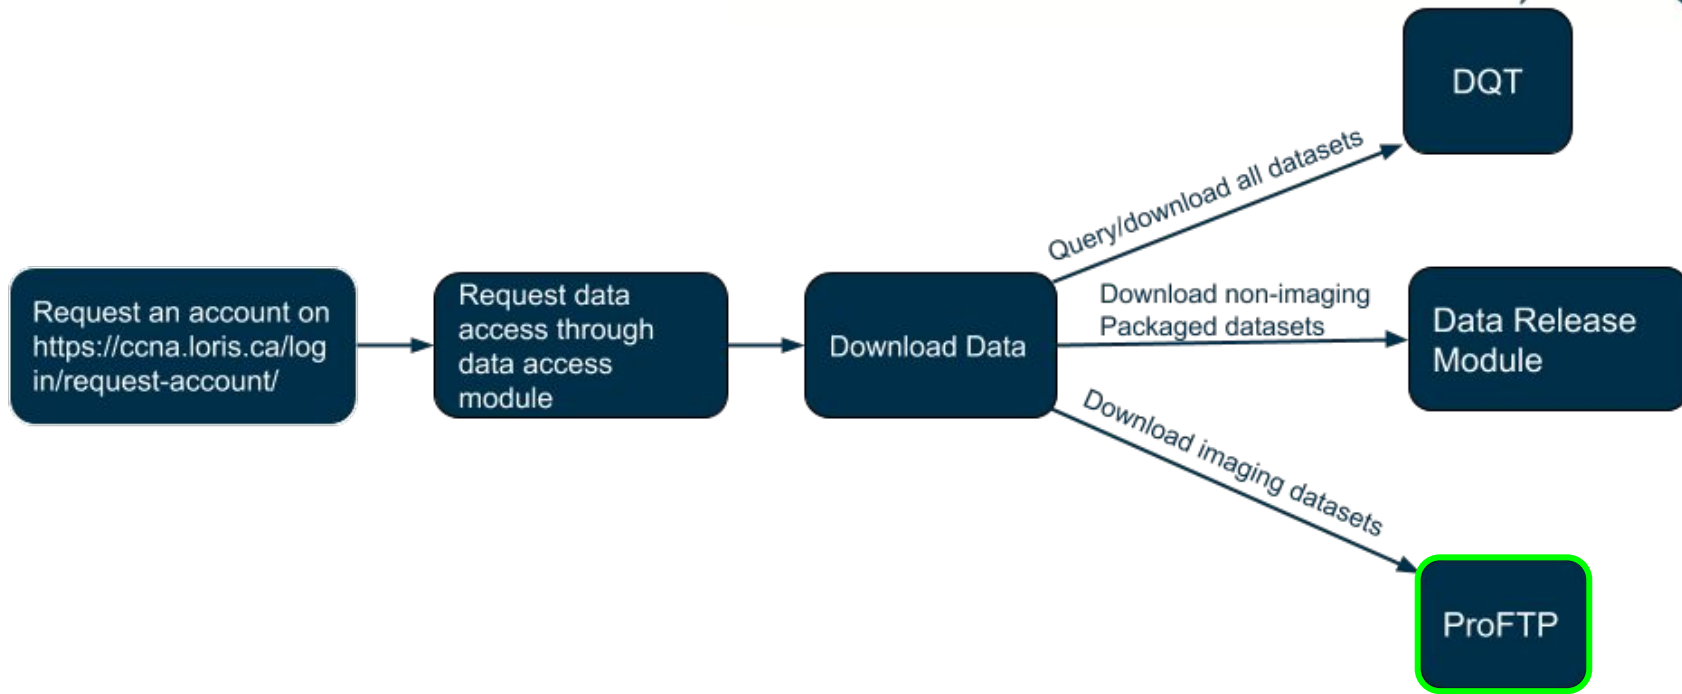 Request an account on
https://ccna.loris.ca/log
in/request-account/
Request data
access through
data access
module
Download Data
Query/download all datasets
DQT
Download non-imaging
Packaged datasets
Data Release
Module
Download imaging datasets
ProFTP